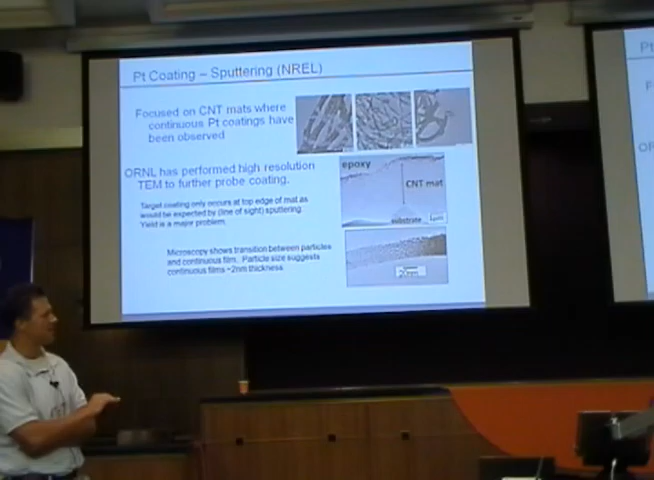 Pt Coating – Sputtering (NREL)
Focused on CNT mats where
continuous Pt coatings have
been observed
ORNL has performed high resolution
TEM to further probe coating.
Target coating only occurs at top edge of mat as
would be expected by (line of sight) sputtering.
Yield is a major problem.
Microscopy shows transition between particles
and continuous film. Particle size suggests
continuous films ~2nm thickness
epoxy
CNT mat
substrate
Pt
F
OR